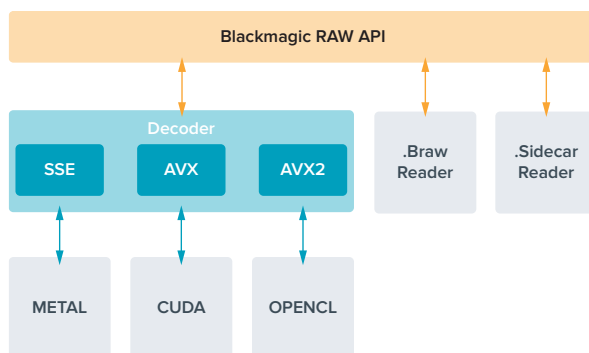 Blackmagic RAW API
Decoder
SSE
AVX
AVX2
.Braw
Reader
.Sidecar
Reader
METAL
CUDA
OPENCL